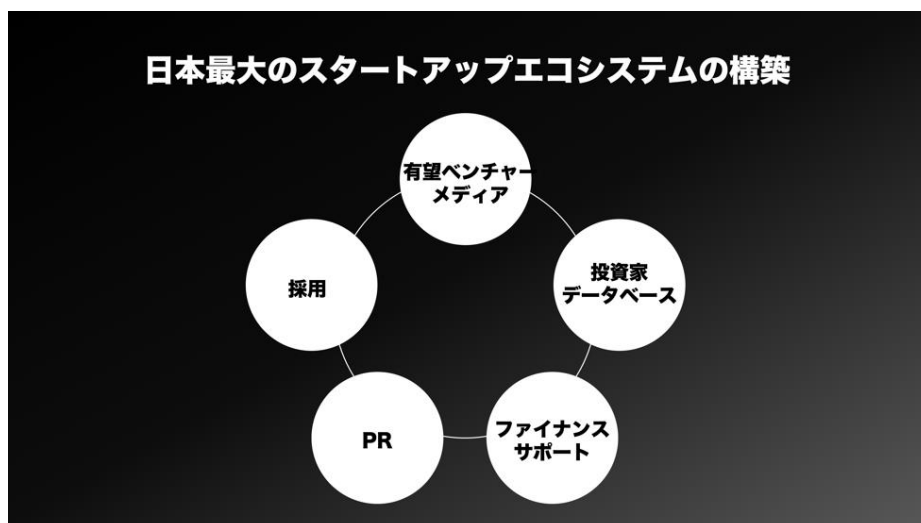 日本最大のスタートアップエコシステムの構築
有望ベンチャー
メディア
投資家
データベース
ファイナンス
サポート
PR
採用